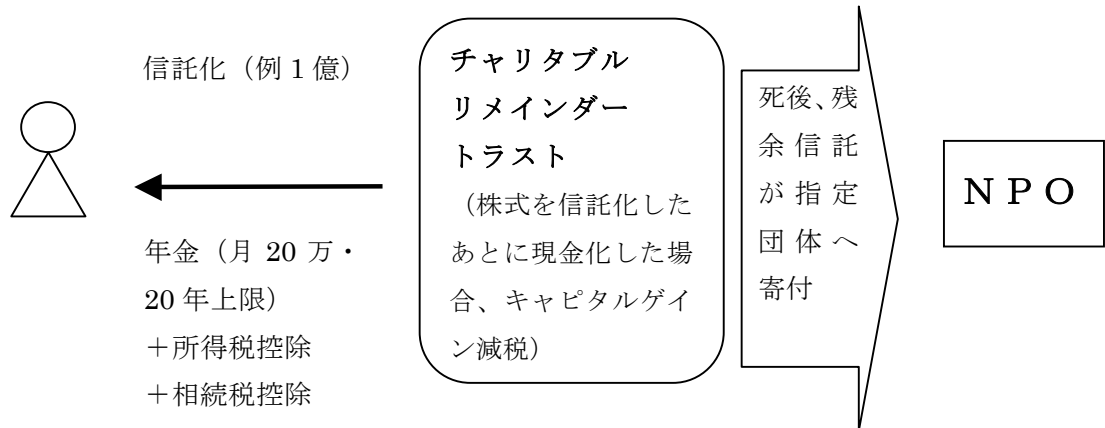 信託化（例1億）
年金（月 20 万・
20 年上限）
＋所得税控除
＋相続税控除
チャリタブル
リメインダー
トラスト
（株式を信託化した
あとに現金化した場
合、キャピタルゲイ
ン減税）
死後、残
余信託
が指定
団体へ
寄付
ＮＰＯ